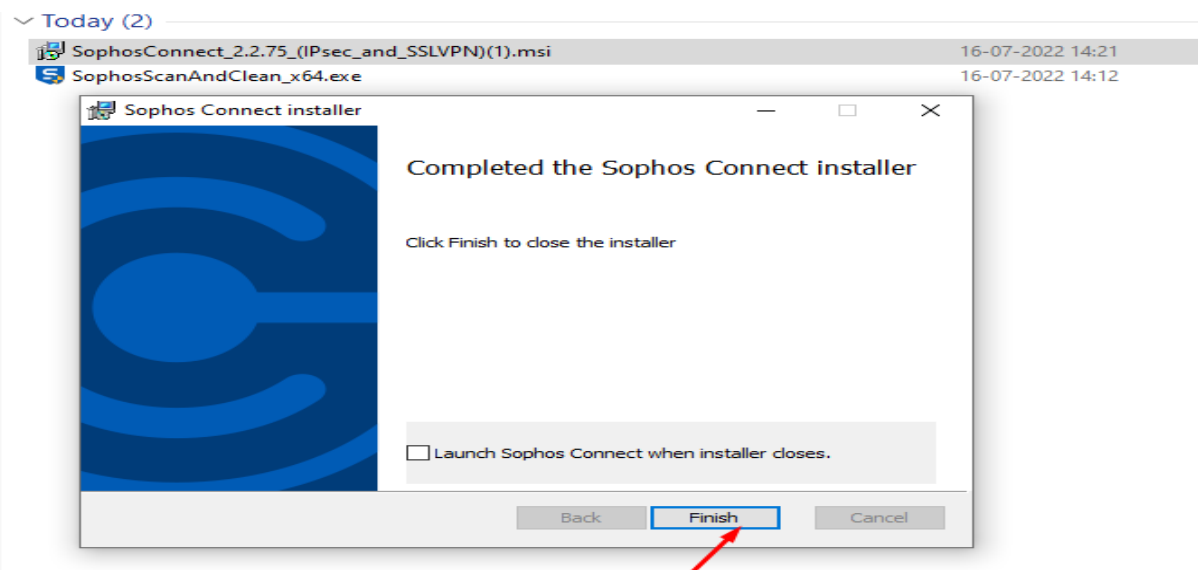 Today (2)
SophosConnect_2.2.75_(IPsec_and_SSLVPN)(1).msi 16-07-2022 14:21
SophosScanAndClean_x64.exe 16-07-2022 14:12
Sophos Connect installer
Completed the Sophos Connect installer
Click Finish to close the installer
Launch Sophos Connect when installer closes.
Back Finish Cancel